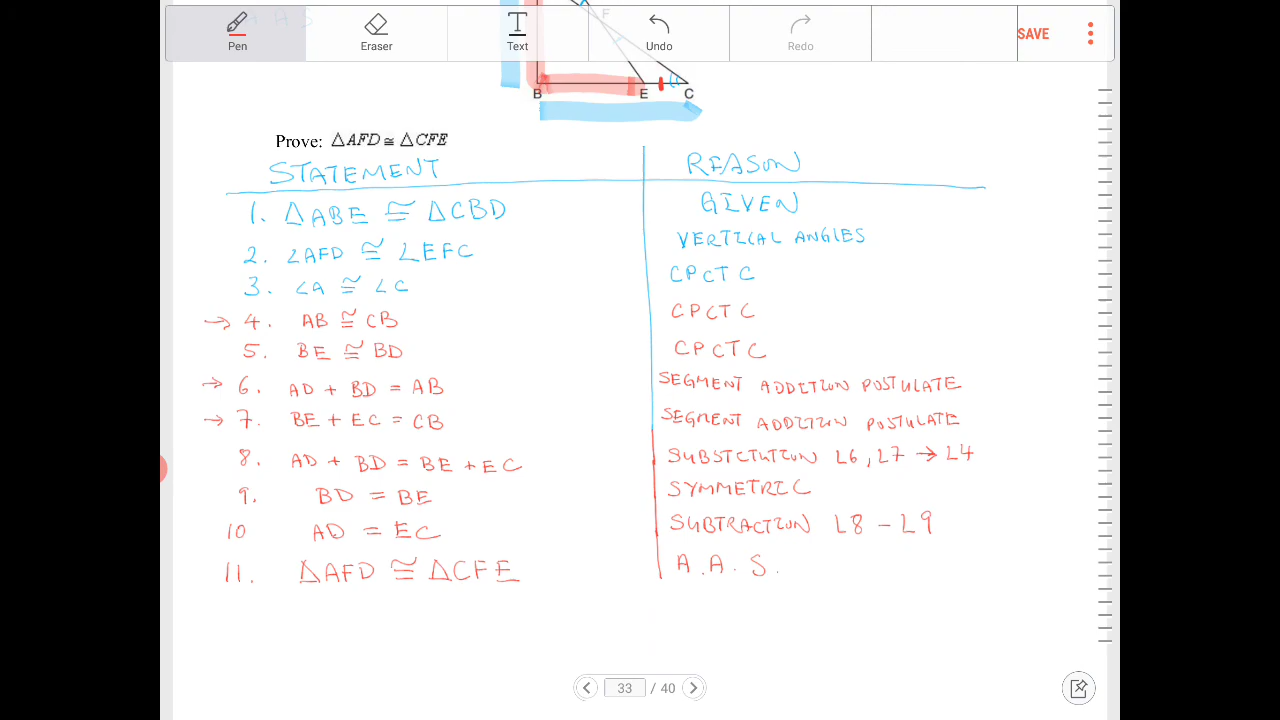 A A S
Pen
Eraser
Text
Undo
Redo
SAVE
F
B E C
Prove: △AFD ≅ △CFE
STATEMENT REASON
1. △ABE ≅ △CBD GIVEN
2. ∠AFD ≅ ∠EFC VERTICAL ANGLES
3. ∠A ≅ ∠C CPCTC
→ 4. AB ≅ CB CPCTC
5. BE ≅ BD CPCTC
→ 6. AD + BD = AB SEGMENT ADDITION POSTULATE
→ 7. BE + EC = CB SEGMENT ADDITION POSTULATE
8. AD + BD = BE + EC SUBSTITUTION L6, L7 → L4
9. BD = BE SYMMETRIC
10 AD = EC SUBTRACTION L8 - L9
11. △AFD ≅ △CFE A.A.S.
33 / 40